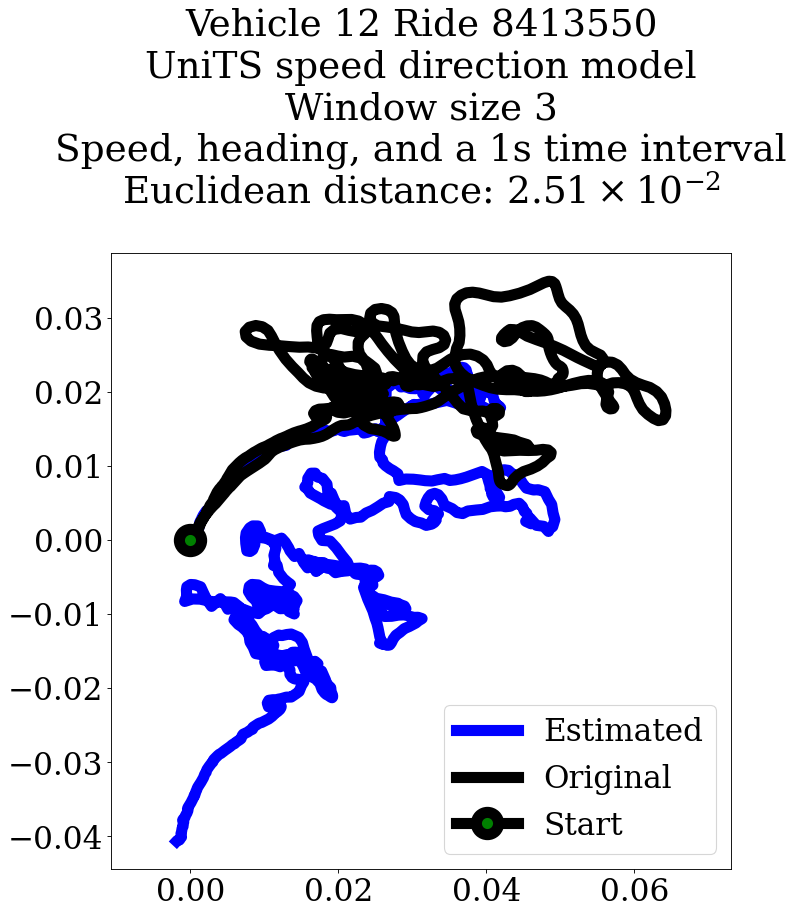 Vehicle 12 Ride 8413550
UniTS speed direction model
Window size 3
Speed, heading, and a 1s time interval
Euclidean distance: 2.51 × 10⁻²
0.03
0.02
0.01
0.00
−0.01
−0.02
−0.03
−0.04
Estimated
Original
Start
0.00 0.02 0.04 0.06